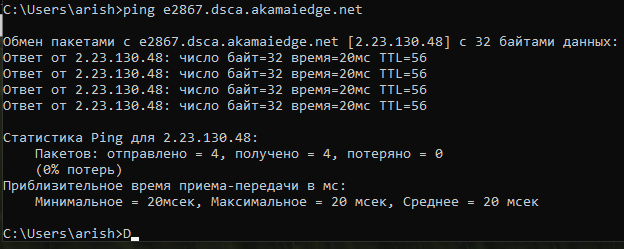 C:\Users\arish>ping e2867.dsca.akamaiedge.net
Обмен пакетами с e2867.dsca.akamaiedge.net [2.23.130.48] с 32 байтами данных:
Ответ от 2.23.130.48: число байт=32 время=20мс TTL=56
Ответ от 2.23.130.48: число байт=32 время=20мс TTL=56
Ответ от 2.23.130.48: число байт=32 время=20мс TTL=56
Ответ от 2.23.130.48: число байт=32 время=20мс TTL=56
Статистика Ping для 2.23.130.48:
Пакетов: отправлено = 4, получено = 4, потеряно = 0
(0% потерь)
Приблизительное время приема-передачи в мс:
Минимальное = 20мсек, Максимальное = 20 мсек, Среднее = 20 мсек
C:\Users\arish>D